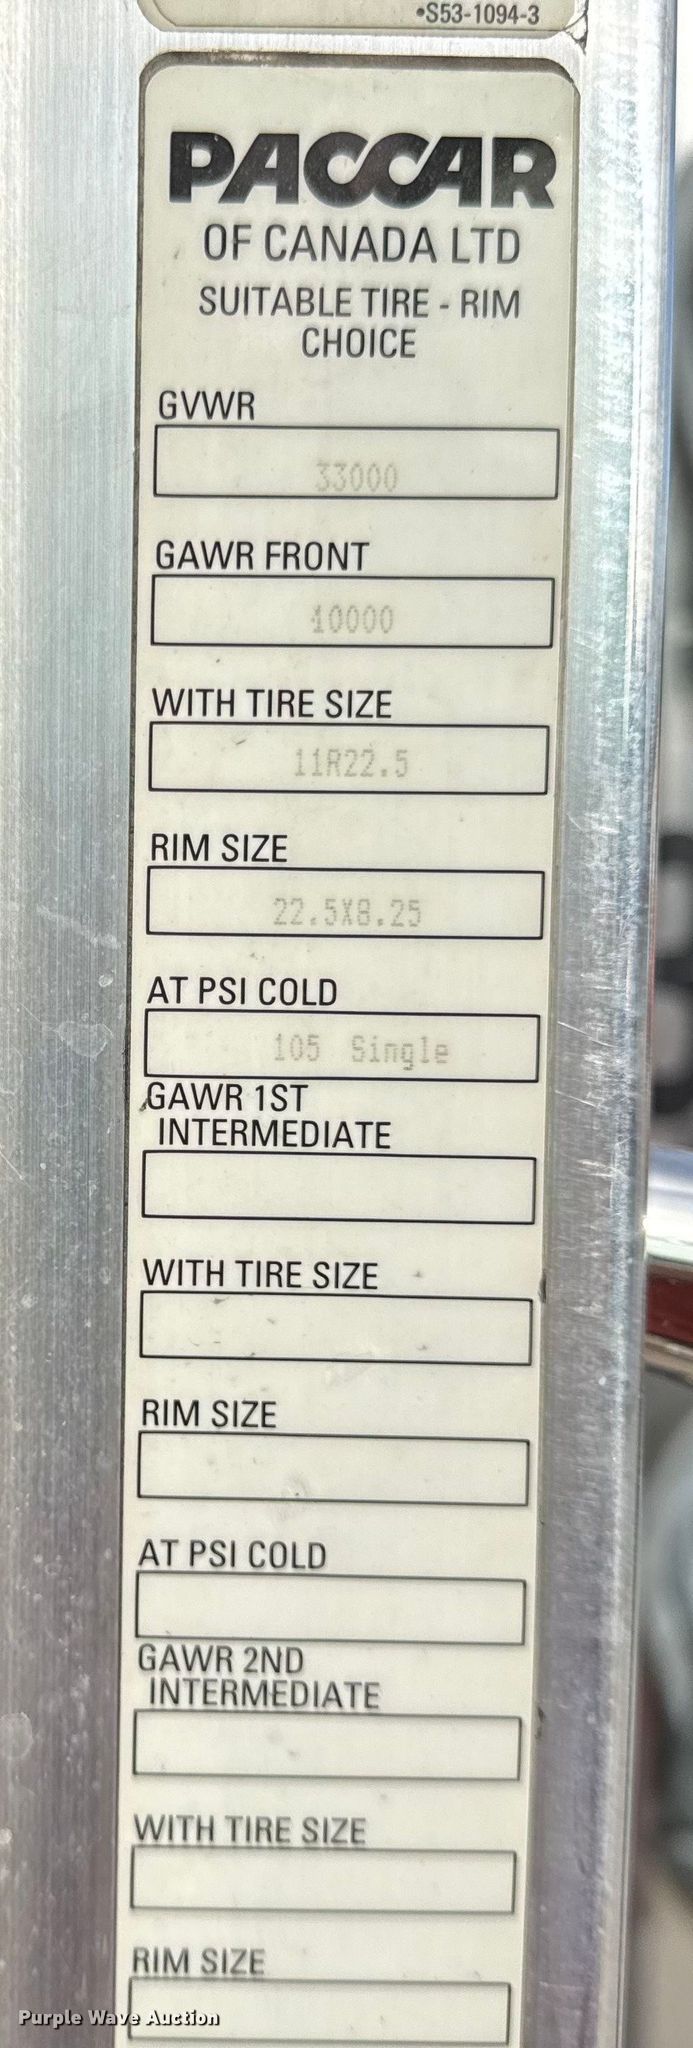 •S53-1094-3
PACCAR
OF CANADA LTD
SUITABLE TIRE - RIM
CHOICE
GVWR
33000
GAWR FRONT
10000
WITH TIRE SIZE
11R22.5
RIM SIZE
22.5X8.25
AT PSI COLD
105 Single
GAWR 1ST
INTERMEDIATE
WITH TIRE SIZE
RIM SIZE
AT PSI COLD
GAWR 2ND
INTERMEDIATE
WITH TIRE SIZE
RIM SIZE
Purple Wave Auction